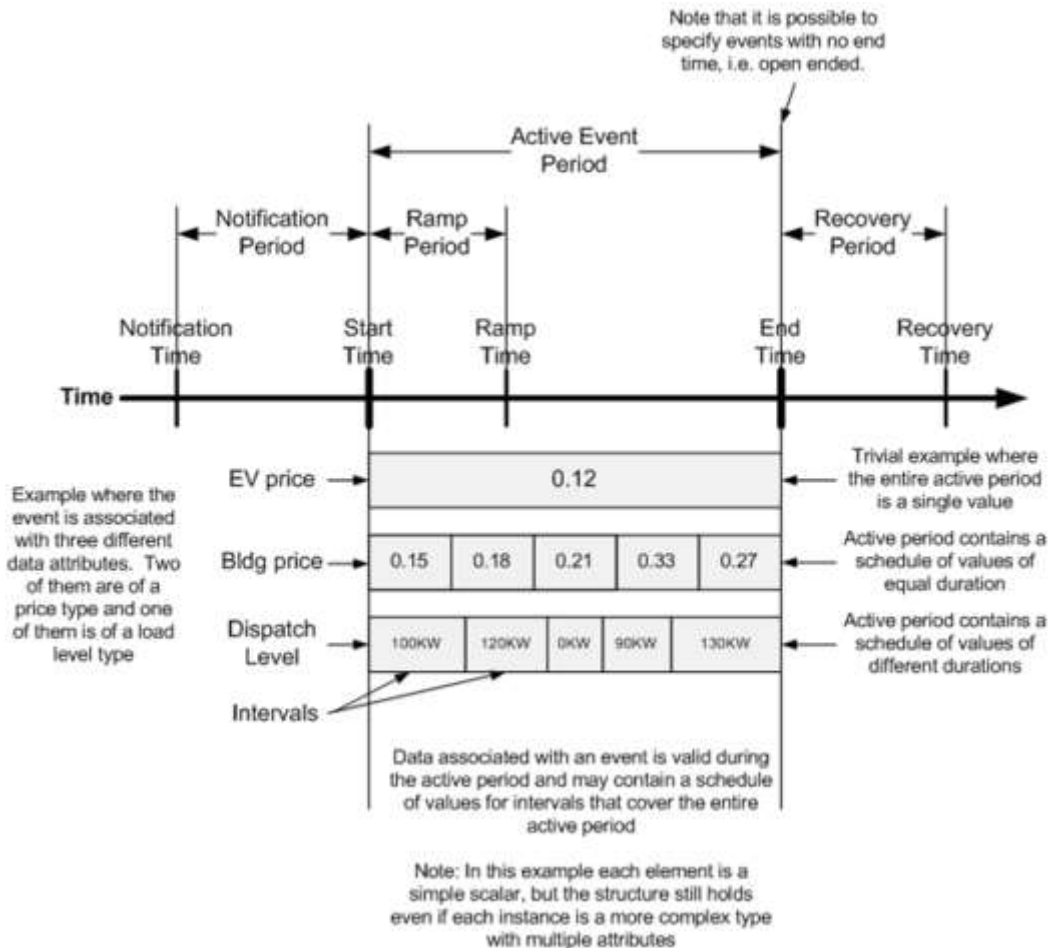 Note that it is possible to
specify events with no end
time, i.e. open ended.
Active Event
Period
Notification
Period
Ramp
Period
Recovery
Period
Notification
Time
Start
Time
Ramp
Time
End
Time
Recovery
Time
Time
EV price
0.12
Trivial example where
the entire active period
is a single value
Example where the
event is associated
with three different
data attributes. Two
of them are of a
price type and one
of them is of a load
level type
Bldg price
0.15 0.18 0.21 0.33 0.27
Active period contains a
schedule of values of
equal duration
Dispatch
Level
100KW 120KW 0KW 90KW 130KW
Active period contains a
schedule of values of
different durations
Intervals
Data associated with an event is valid during
the active period and may contain a schedule
of values for intervals that cover the entire
active period
Note: In this example each element is a
simple scalar, but the structure still holds
even if each instance is a more complex type
with multiple attributes